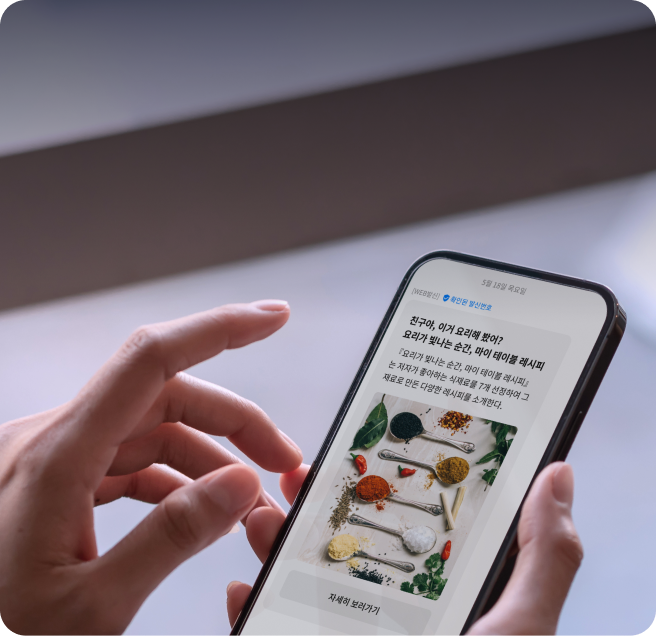 5월 18일 목요일
[WEB발신] 확인된 발신번호
친구야, 이거 요리해 봤어?
요리가 빛나는 순간, 마이 테이블 레시피
『요리가 빛나는 순간, 마이 테이블 레시피』
는 저자가 좋아하는 식재료를 7개 선정하여 그
재료로 만든 다양한 레시피를 소개한다.
자세히 보러가기